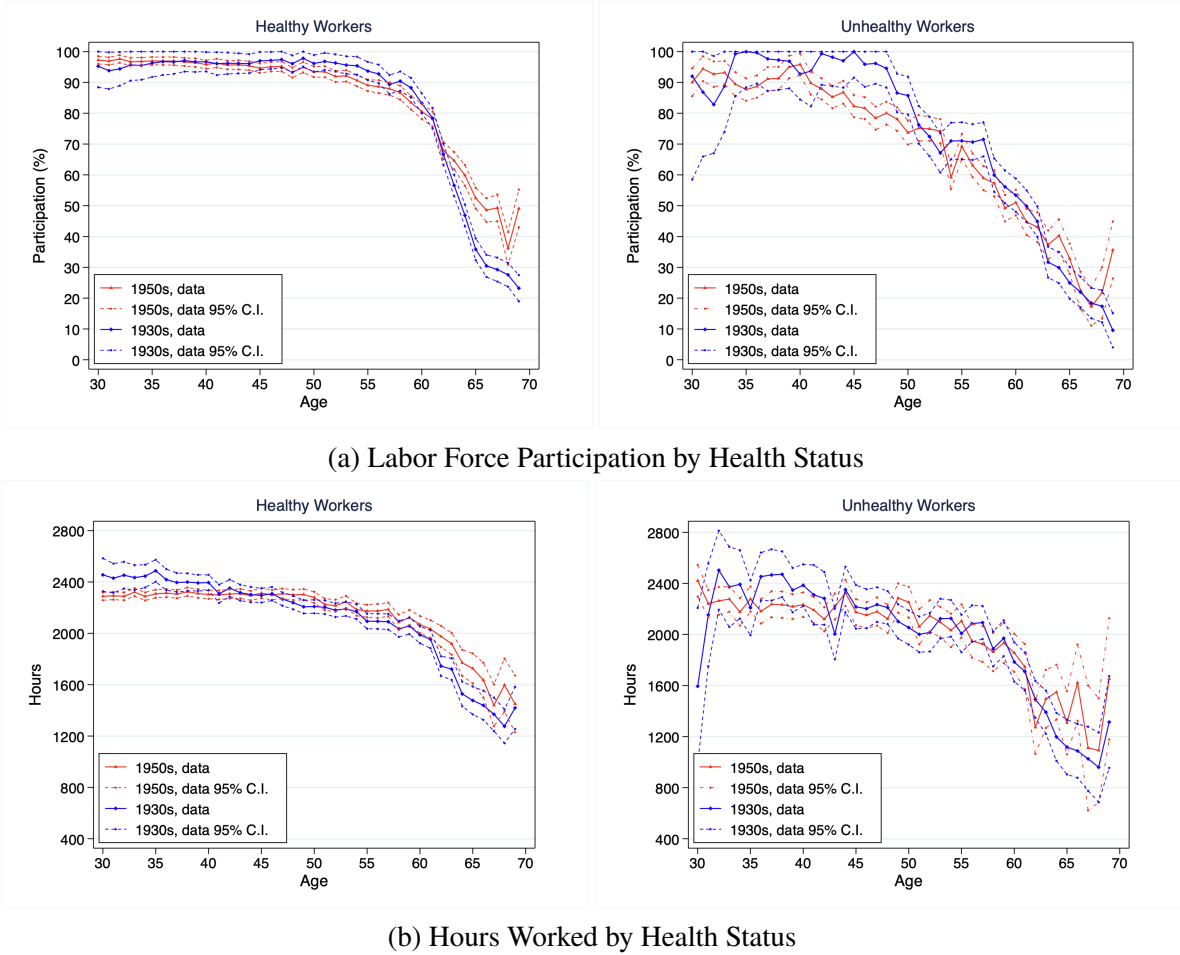 Healthy Workers
Participation (%)
100
90
80
70
60
50
40
30
20
10
0
1950s, data
1950s, data 95% C.I.
1930s, data
1930s, data 95% C.I.
30 35 40 45 50 55 60 65 70
Age
Unhealthy Workers
Participation (%)
100
90
80
70
60
50
40
30
20
10
0
1950s, data
1950s, data 95% C.I.
1930s, data
1930s, data 95% C.I.
30 35 40 45 50 55 60 65 70
Age
(a) Labor Force Participation by Health Status
Healthy Workers
Hours
2800
2400
2000
1600
1200
800
400
1950s, data
1950s, data 95% C.I.
1930s, data
1930s, data 95% C.I.
30 35 40 45 50 55 60 65 70
Age
Unhealthy Workers
Hours
2800
2400
2000
1600
1200
800
400
1950s, data
1950s, data 95% C.I.
1930s, data
1930s, data 95% C.I.
30 35 40 45 50 55 60 65 70
Age
(b) Hours Worked by Health Status